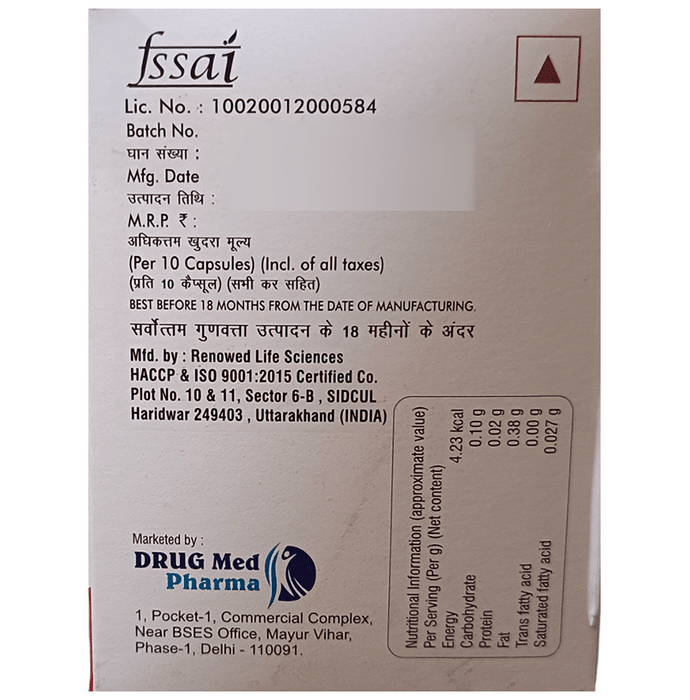 fssai
Lic. No. : 10020012000584
Batch No.
घान संख्या :
Mfg. Date
उत्पादन तिथि :
M.R.P. ₹ :
अधिकत्तम खुदरा मूल्य
(Per 10 Capsules) (Incl. of all taxes)
(प्रति 10 कैप्सूल) (सभी कर सहित)
BEST BEFORE 18 MONTHS FROM THE DATE OF MANUFACTURING.
सर्वोत्तम गुणवत्ता उत्पादन के 18 महीनों के अंदर
Mfd. by : Renowed Life Sciences
HACCP & ISO 9001:2015 Certified Co.
Plot No. 10 & 11, Sector 6-B , SIDCUL
Haridwar 249403 , Uttarakhand (INDIA)
Marketed by :
DRUG Med
Pharma
1, Pocket-1, Commercial Complex,
Near BSES Office, Mayur Vihar,
Phase-1, Delhi - 110091.
Nutritional Information (approximate value)
Per Serving (Per g) (Net content)
Energy 4.23 kcal
Carbohydrate 0.10 g
Protein 0.02 g
Fat 0.38 g
Trans fatty acid 0.00 g
Saturated fatty acid 0.027 g